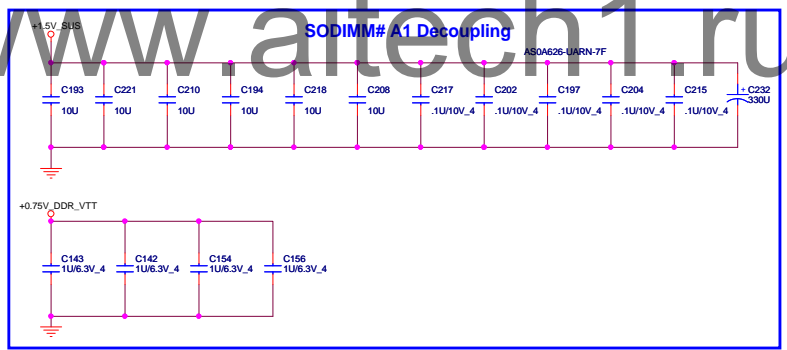 www.aitech1.ru
SODIMM# A1 Decoupling
+1.5V_SUS
AS0A626-UARN-7F
C193 C221 C210 C194 C218 C208 C217 C202 C197 C204 C215 + C232
10U 10U 10U 10U 10U 10U .1U/10V_4 .1U/10V_4 .1U/10V_4 .1U/10V_4 .1U/10V_4 330U
+0.75V_DDR_VTT
C143 C142 C154 C156
1U/6.3V_4 1U/6.3V_4 1U/6.3V_4 1U/6.3V_4